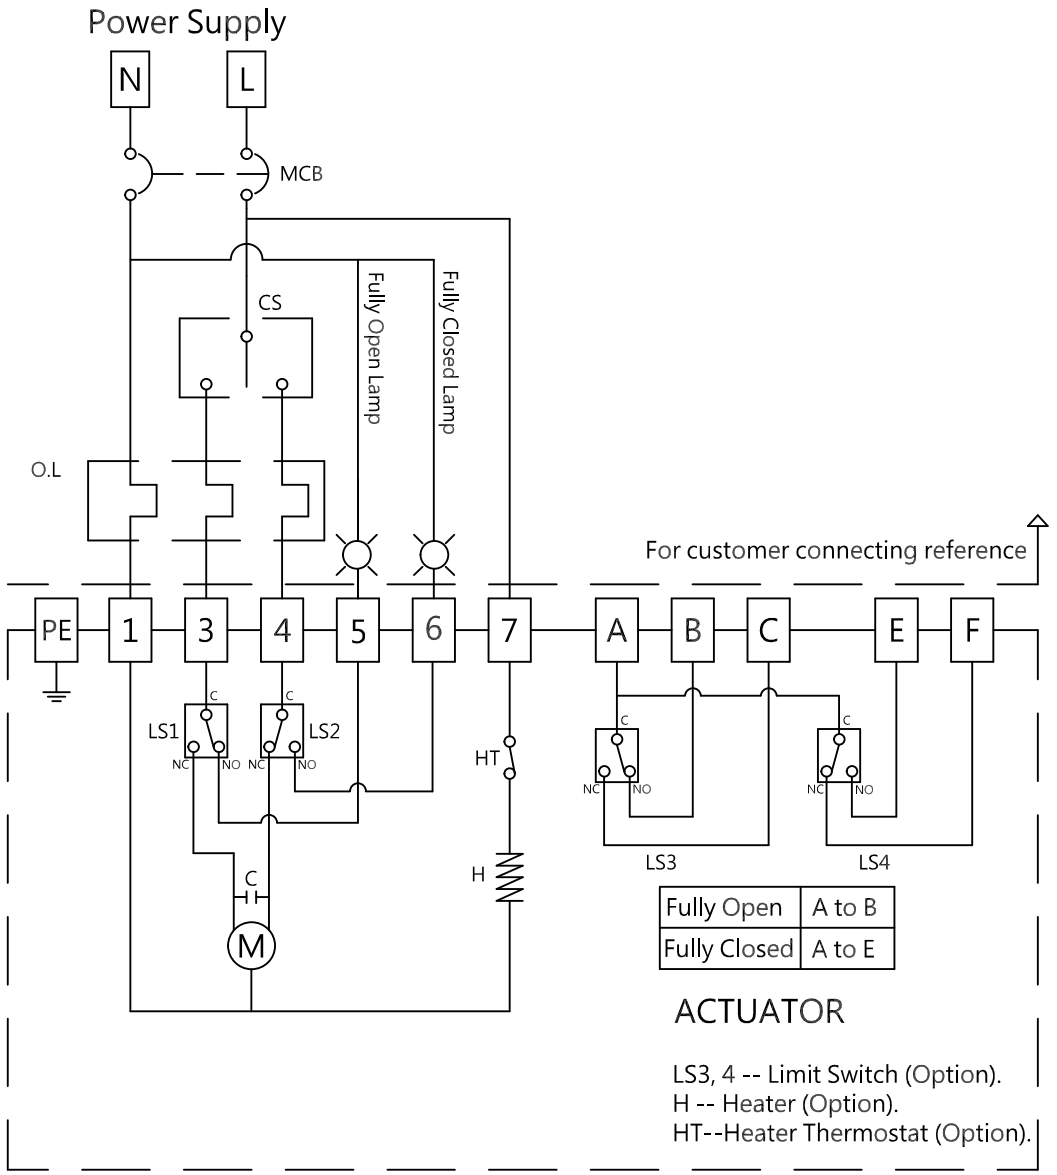 Power Supply
N L
MCB
CS
Fully Open Lamp
Fully Closed Lamp
O.L
For customer connecting reference
PE 1 3 4 5 6 7 A B C E F
C C
LS1 LS2
NC NO NC NO
HT
C C
NC NO NC NO
LS3 LS4
C
H
M
Fully Open A to B
Fully Closed A to E
ACTUATOR
LS3, 4 -- Limit Switch (Option).
H -- Heater (Option).
HT--Heater Thermostat (Option).